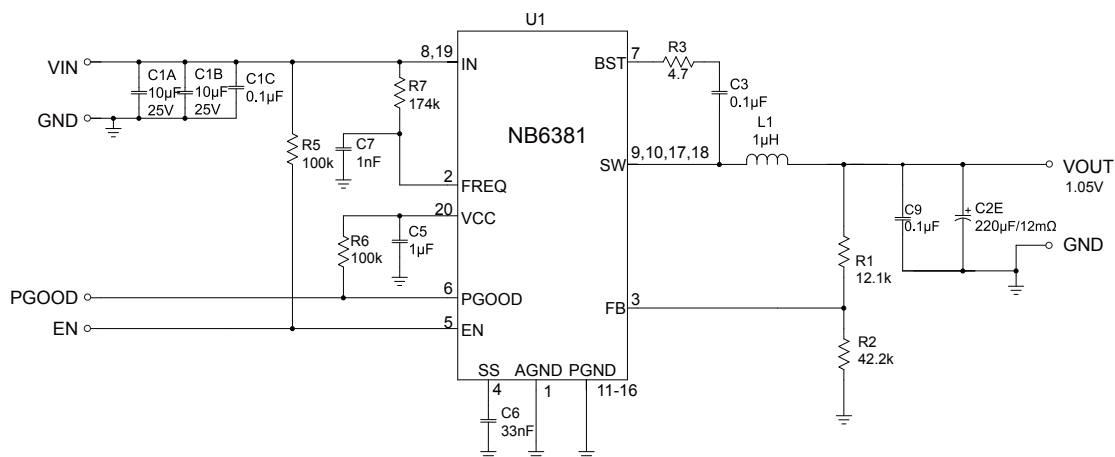 U1
VIN
GND
C1A
10µF
25V
C1B
10µF
25V
C1C
0.1µF
R5
100k
R7
174k
C7
1nF
8,19
IN
2
FREQ
20
VCC
R6
100k
C5
1µF
PGOOD
6
PGOOD
EN
5
EN
NB6381
SS
4
AGND
1
PGND
11-16
C6
33nF
BST
7
R3
4.7
C3
0.1µF
SW
9,10,17,18
L1
1µH
FB
3
R1
12.1k
R2
42.2k
C9
0.1µF
+
C2E
220µF/12mΩ
VOUT
1.05V
GND